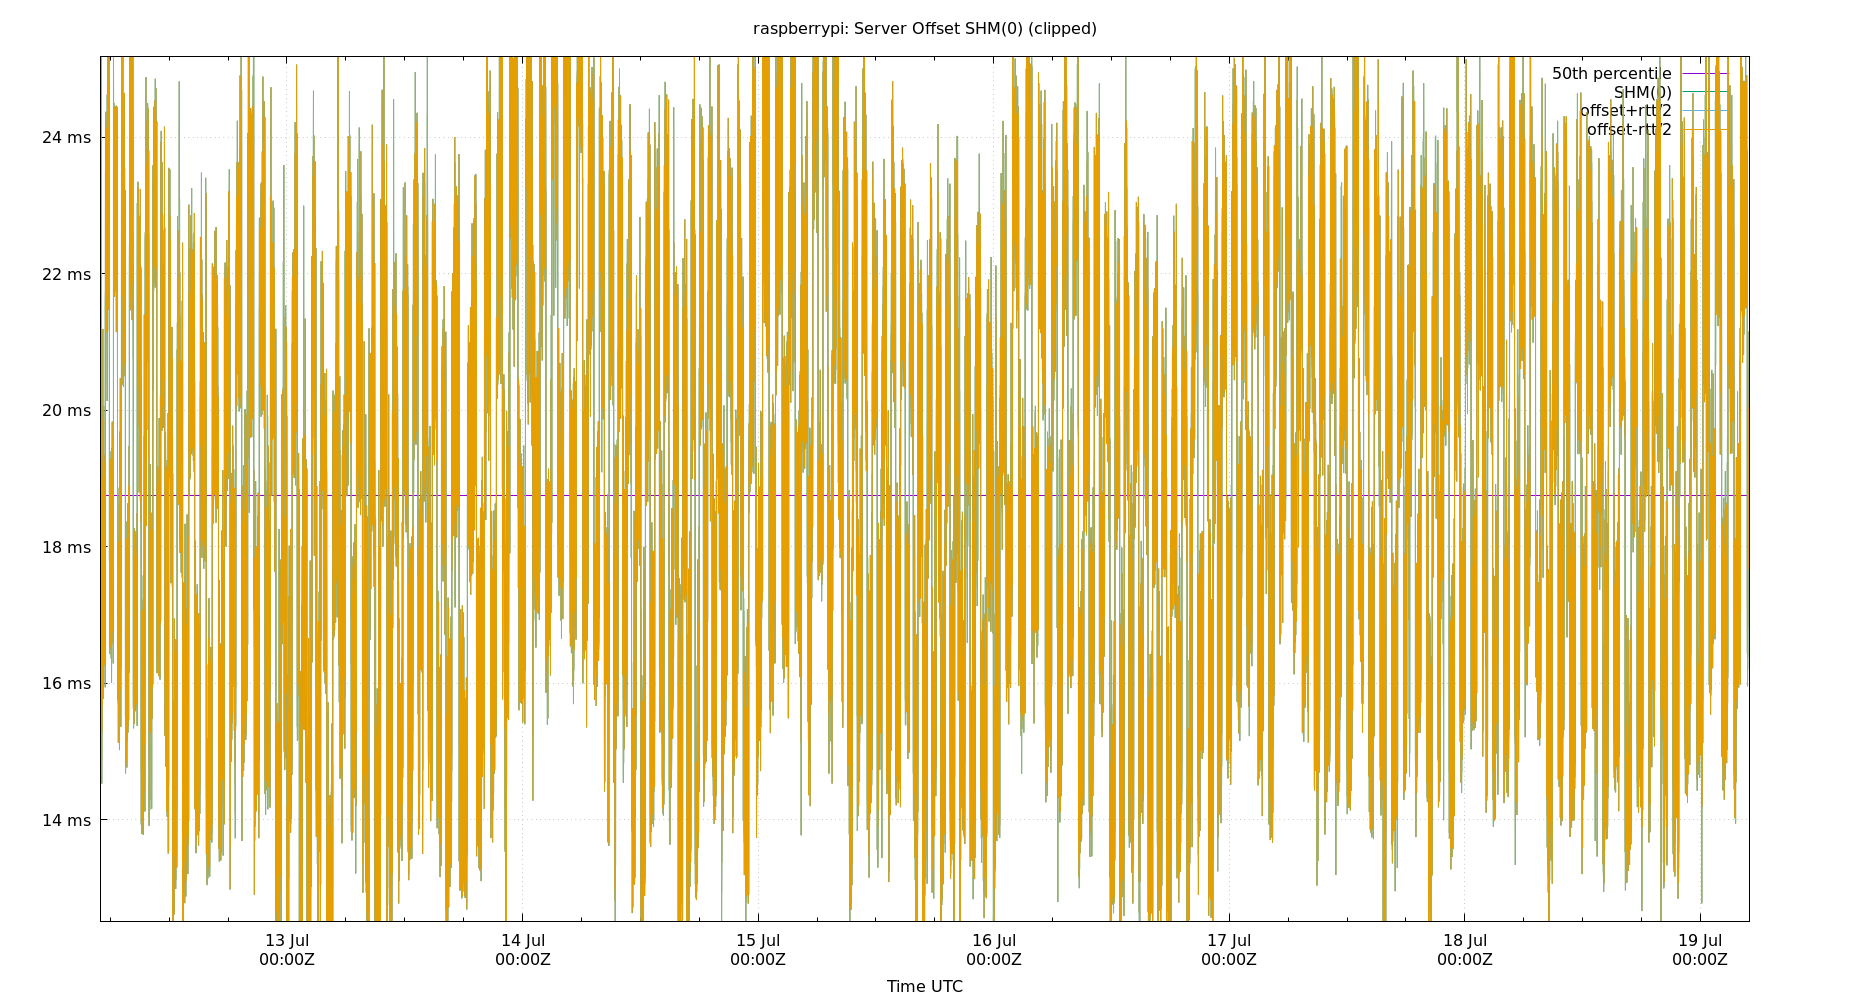 raspberrypi: Server Offset SHM(0) (clipped)
50th percentile
SHM(0)
offset+rtt/2
offset-rtt/2
24 ms
22 ms
20 ms
18 ms
16 ms
14 ms
13 Jul 14 Jul 15 Jul 16 Jul 17 Jul 18 Jul 19 Jul
00:00Z 00:00Z 00:00Z 00:00Z 00:00Z 00:00Z 00:00Z
Time UTC